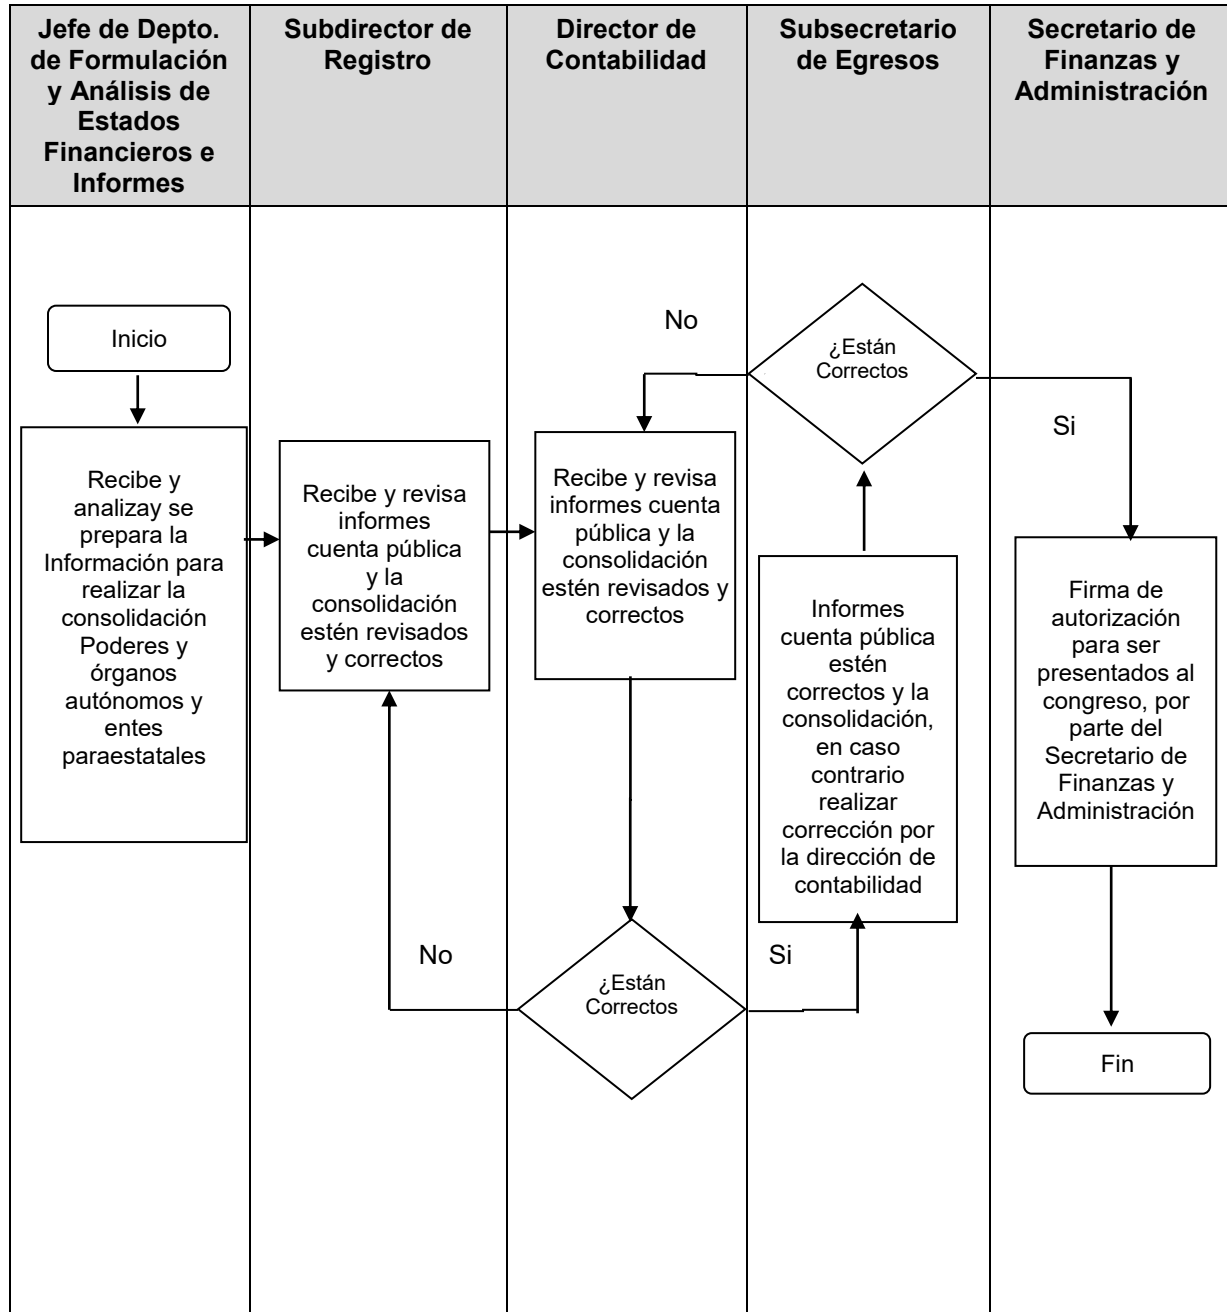 Jefe de Depto.
de Formulación
y Análisis de
Estados
Financieros e
Informes
Subdirector de
Registro
Director de
Contabilidad
Subsecretario
de Egresos
Secretario de
Finanzas y
Administración
Inicio
Recibe y
analizay se
prepara la
Información para
realizar la
consolidación
Poderes y
órganos
autónomos y
entes
paraestatales
Recibe y revisa
informes
cuenta pública
y la
consolidación
estén revisados
y correctos
No
Recibe y revisa
informes cuenta
pública y la
consolidación
estén revisados y
correctos
No
¿Están
Correctos
Si
¿Están
Correctos
Si
Informes
cuenta pública
estén
correctos y la
consolidación,
en caso
contrario
realizar
corrección por
la dirección de
contabilidad
Firma de
autorización
para ser
presentados al
congreso, por
parte del
Secretario de
Finanzas y
Administración
Fin